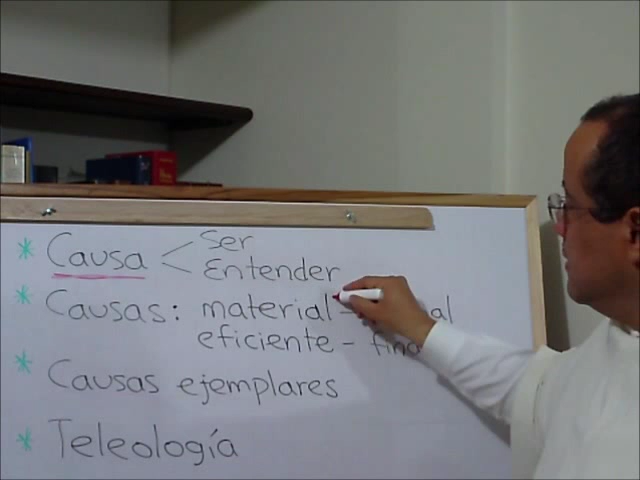 * Causa < Ser
Entender
* Causas: material -
eficiente -
* Causas ejemplares
* Teleología